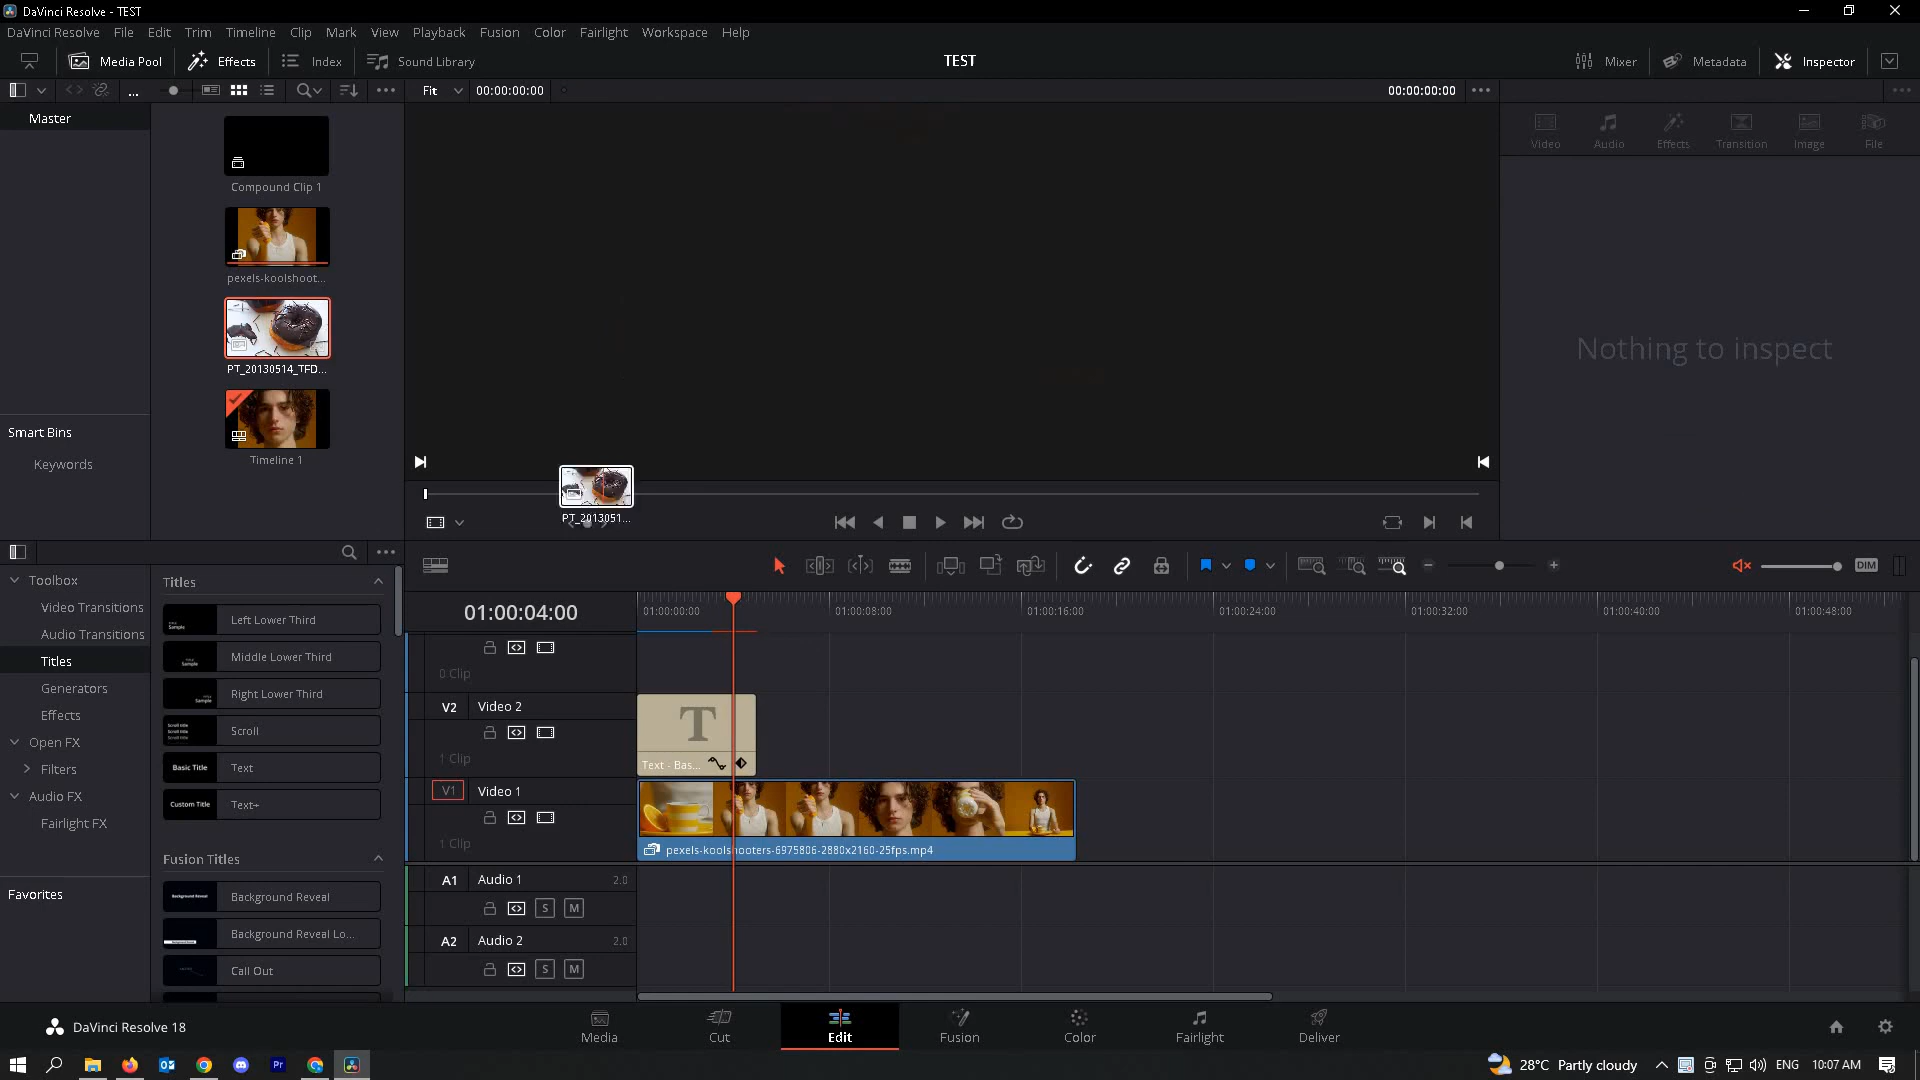 DaVinci Resolve - TEST
DaVinci Resolve File Edit Trim Timeline Clip Mark View Playback Fusion Color Fairlight Workspace Help
Media Pool Effects Index Sound Library TEST Mixer Metadata Inspector
... Fit 00:00:00:00 00:00:00:00
Master
Compound Clip 1
pexels-koolshoot...
PT_20130514_TFD...
Timeline 1
Smart Bins
Keywords
Video Audio Effects Transition Image File
Nothing to inspect
PT_2013051...
Toolbox
Video Transitions
Audio Transitions
Titles
Generators
Effects
Open FX
Filters
Audio FX
Fairlight FX
Favorites
Titles
Left Lower Third
Middle Lower Third
Right Lower Third
Scroll
Basic Title Text
Custom Title Text+
Fusion Titles
Background Reveal
Background Reveal Lo...
Call Out
DIM
01:00:04:00
01:00:00:00 01:00:08:00 01:00:16:00 01:00:24:00 01:00:32:00 01:00:40:00 01:00:48:00
0 Clip
V2 Video 2
1 Clip
T
Text - Bas...
V1 Video 1
1 Clip
pexels-koolshooters-6975806-2880x2160-25fps.mp4
A1 Audio 1 2.0
S M
A2 Audio 2 2.0
S M
DaVinci Resolve 18
Media Cut Edit Fusion Color Fairlight Deliver
Pr
28°C Partly cloudy ENG 10:07 AM